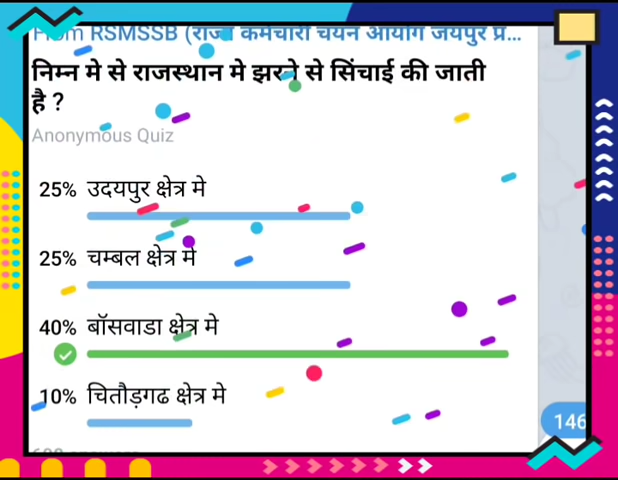 From RSMSSB (राज्य कर्मचारी चयन आयोग जयपुर प्र...
निम्न मे से राजस्थान मे झरने से सिंचाई की जाती
है ?
Anonymous Quiz
25% उदयपुर क्षेत्र मे
25% चम्बल क्षेत्र मे
40% बॉसवाडा क्षेत्र मे
10% चितौड़गढ क्षेत्र मे
146